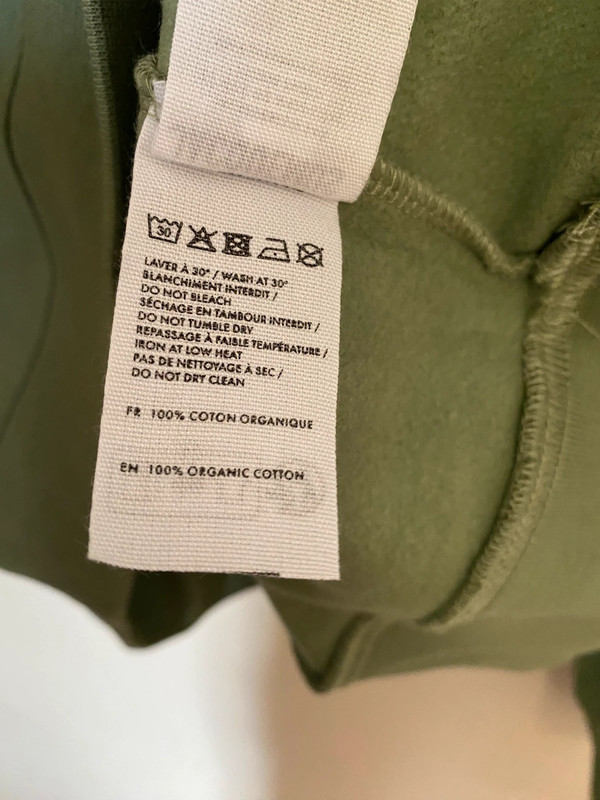 30
LAVER À 30° / WASH AT 30°
BLANCHIMENT INTERDIT /
DO NOT BLEACH
SÉCHAGE EN TAMBOUR INTERDIT /
DO NOT TUMBLE DRY
REPASSAGE À FAIBLE TEMPÉRATURE /
IRON AT LOW HEAT
PAS DE NETTOYAGE À SEC /
DO NOT DRY CLEAN
FR 100% COTON ORGANIQUE
EN 100% ORGANIC COTTON